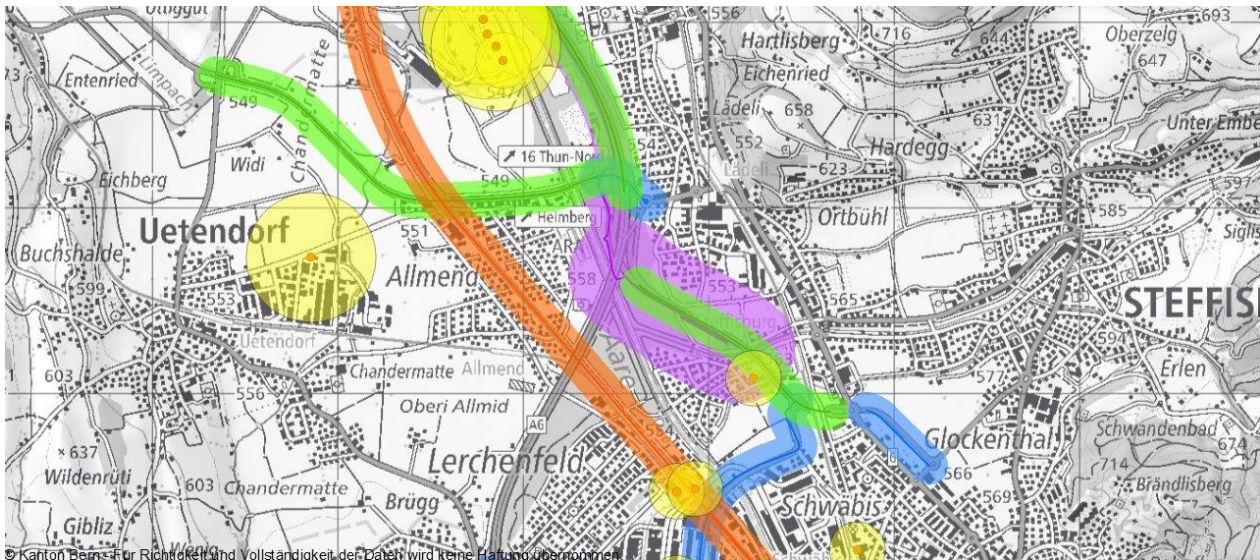 556
693
Hartlisberg
716
644
Oberzelg
647
Entenried
Limpach
Chandermatte
547
Eichenried
549
Lädeli
658
631
Unter Embe
554
552
Hardegg
16 Thun-Nord
Widi
623
597
Eichberg
549
Heimberg
Ortbühl
585
Uetendorf
551
ARA
Siglis
Buchshalde
Allmend
558
553
599
553
565
STEFFIS
Uetendorf
594
603
Chandermatte
Allmend
Aare
577
Erlen
556
Oberi Allmid
A6
Schwandenbad
Glockenthal
674
637
Lerchenfeld
566
714
Wildenrüti
603
Chandermatte
Brändlisberg
Brügg
Schwäbis
569
Gibliz
© Kanton Bern - Für Richtigkeit und Vollständigkeit der Daten wird keine Haftung übernommen